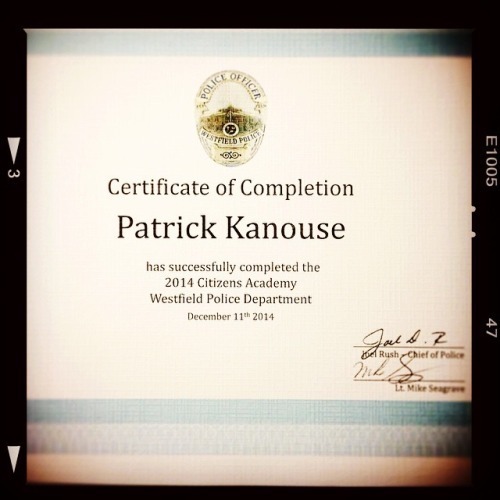 POLICE OFFICER
WESTFIELD POLICE
Certificate of Completion
Patrick Kanouse
has successfully completed the
2014 Citizens Academy
Westfield Police Department
December 11th 2014
Joel Rush - Chief of Police
Lt. Mike Seagrave
3
E1005
47